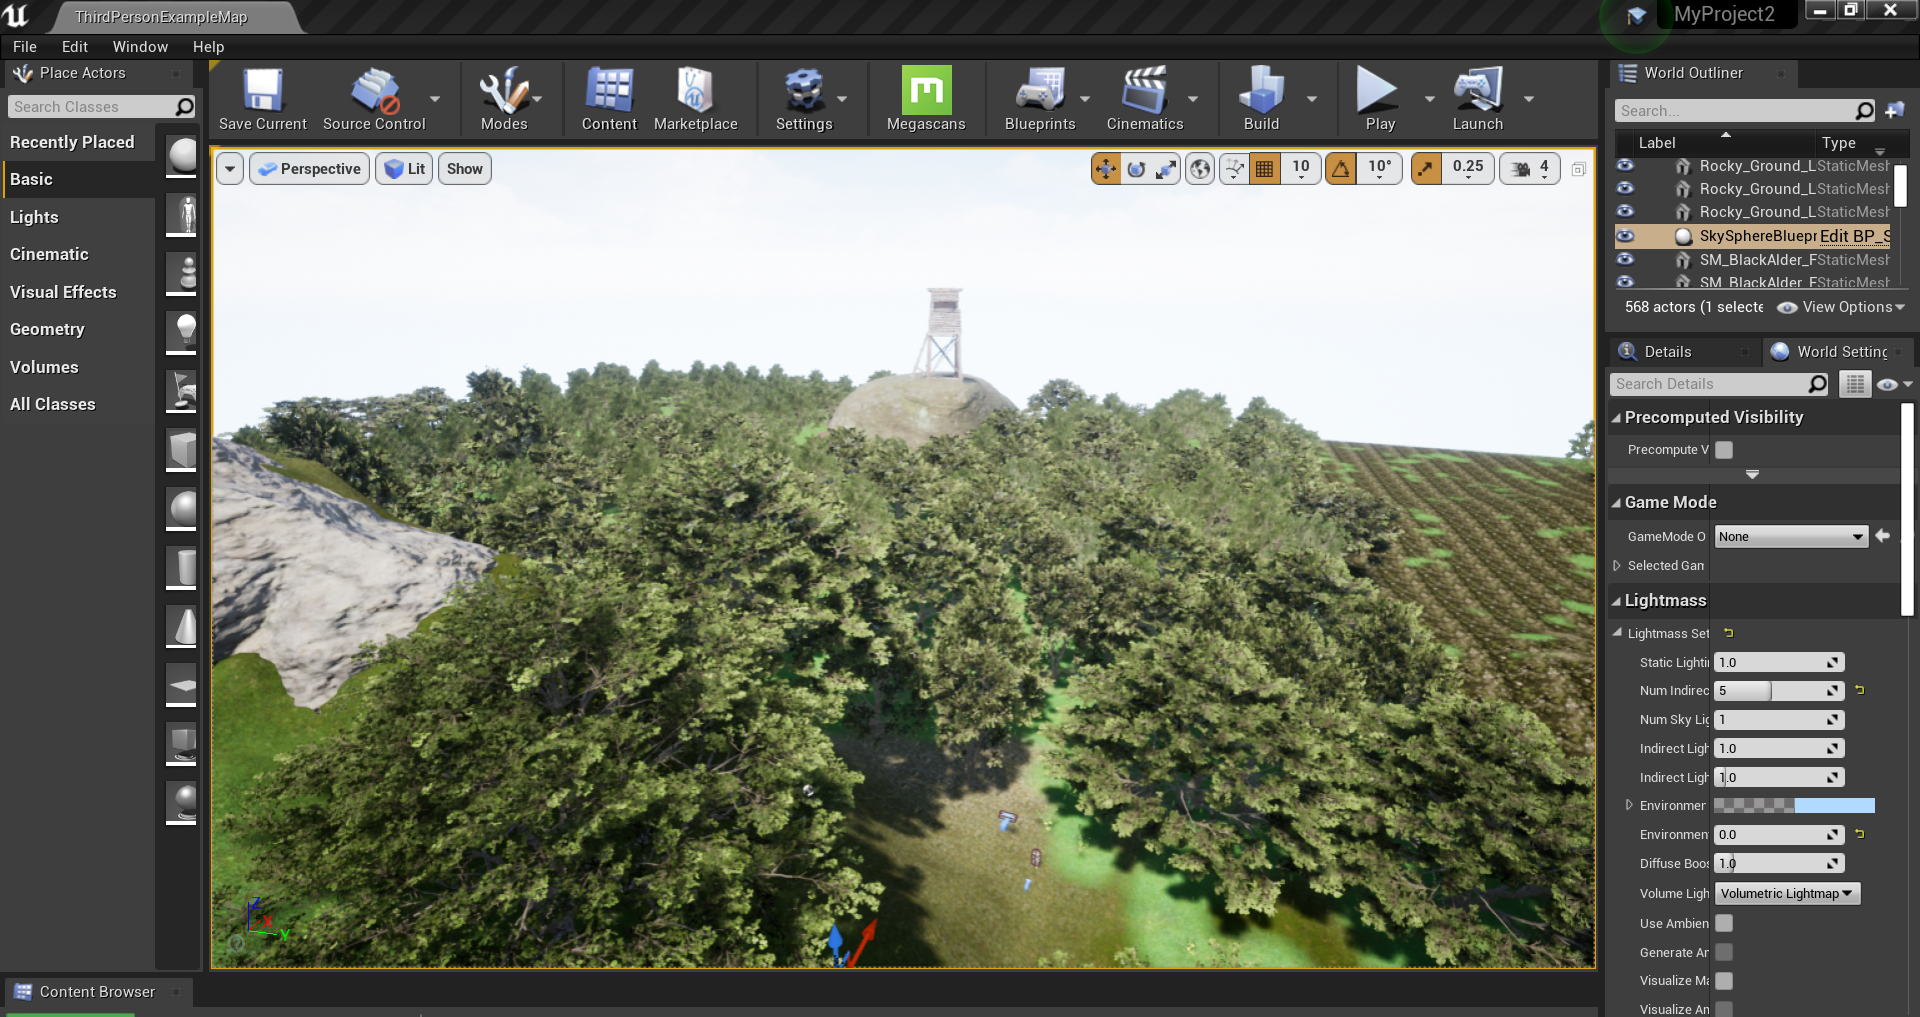 ThirdPersonExampleMap
MyProject2
File Edit Window Help
Place Actors
Search Classes
Recently Placed
Basic
Lights
Cinematic
Visual Effects
Geometry
Volumes
All Classes
Save Current
Source Control
Modes
Content
Marketplace
Settings
Megascans
Blueprints
Cinematics
Build
Play
Launch
Perspective
Lit
Show
10
10°
0.25
4
Z
X
Y
World Outliner
Search...
Label Type
Rocky_Ground_L StaticMesh
Rocky_Ground_L StaticMesh
Rocky_Ground_L StaticMesh
SkySphereBluepr Edit BP_S
SM_BlackAlder_F StaticMesh
SM_BlackAlder_F StaticMesh
568 actors (1 selecte
View Options
Details
World Setting
Search Details
Precomputed Visibility
Precompute V
Game Mode
GameMode O None
Selected Gam
Lightmass
Lightmass Set
Static Lightin 1.0
Num Indirec 5
Num Sky Lig 1
Indirect Ligh 1.0
Indirect Ligh 1.0
Environmer
Environment 0.0
Diffuse Boos 1.0
Volume Ligh Volumetric Lightmap
Use Ambien
Generate Am
Visualize Ma
Visualize Am
Content Browser